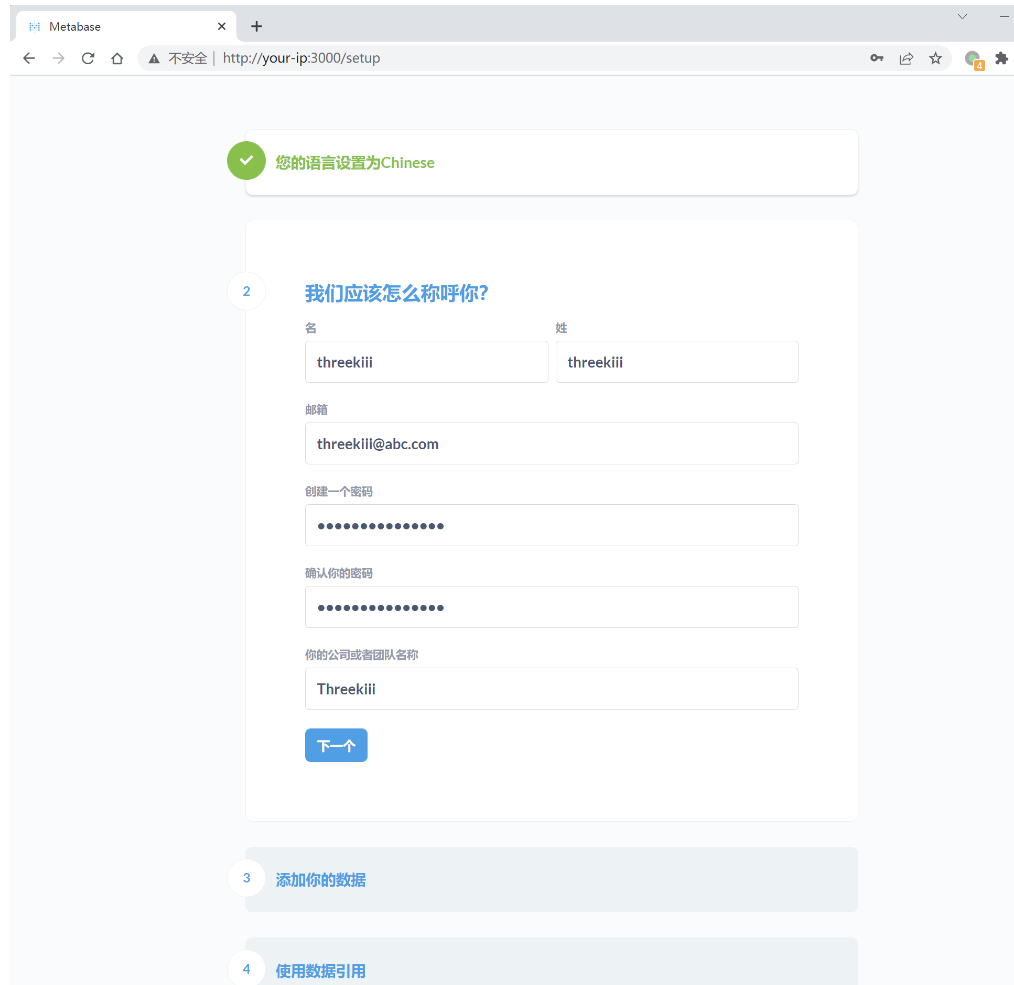 Metabase
不安全 | http://your-ip:3000/setup
4
您的语言设置为Chinese
2
我们应该怎么称呼你?
名 姓
threekiii threekiii
邮箱
threekiii@abc.com
创建一个密码
•••••••••••••••
确认你的密码
•••••••••••••••
你的公司或者团队名称
Threekiii
下一个
3 添加你的数据
4 使用数据引用